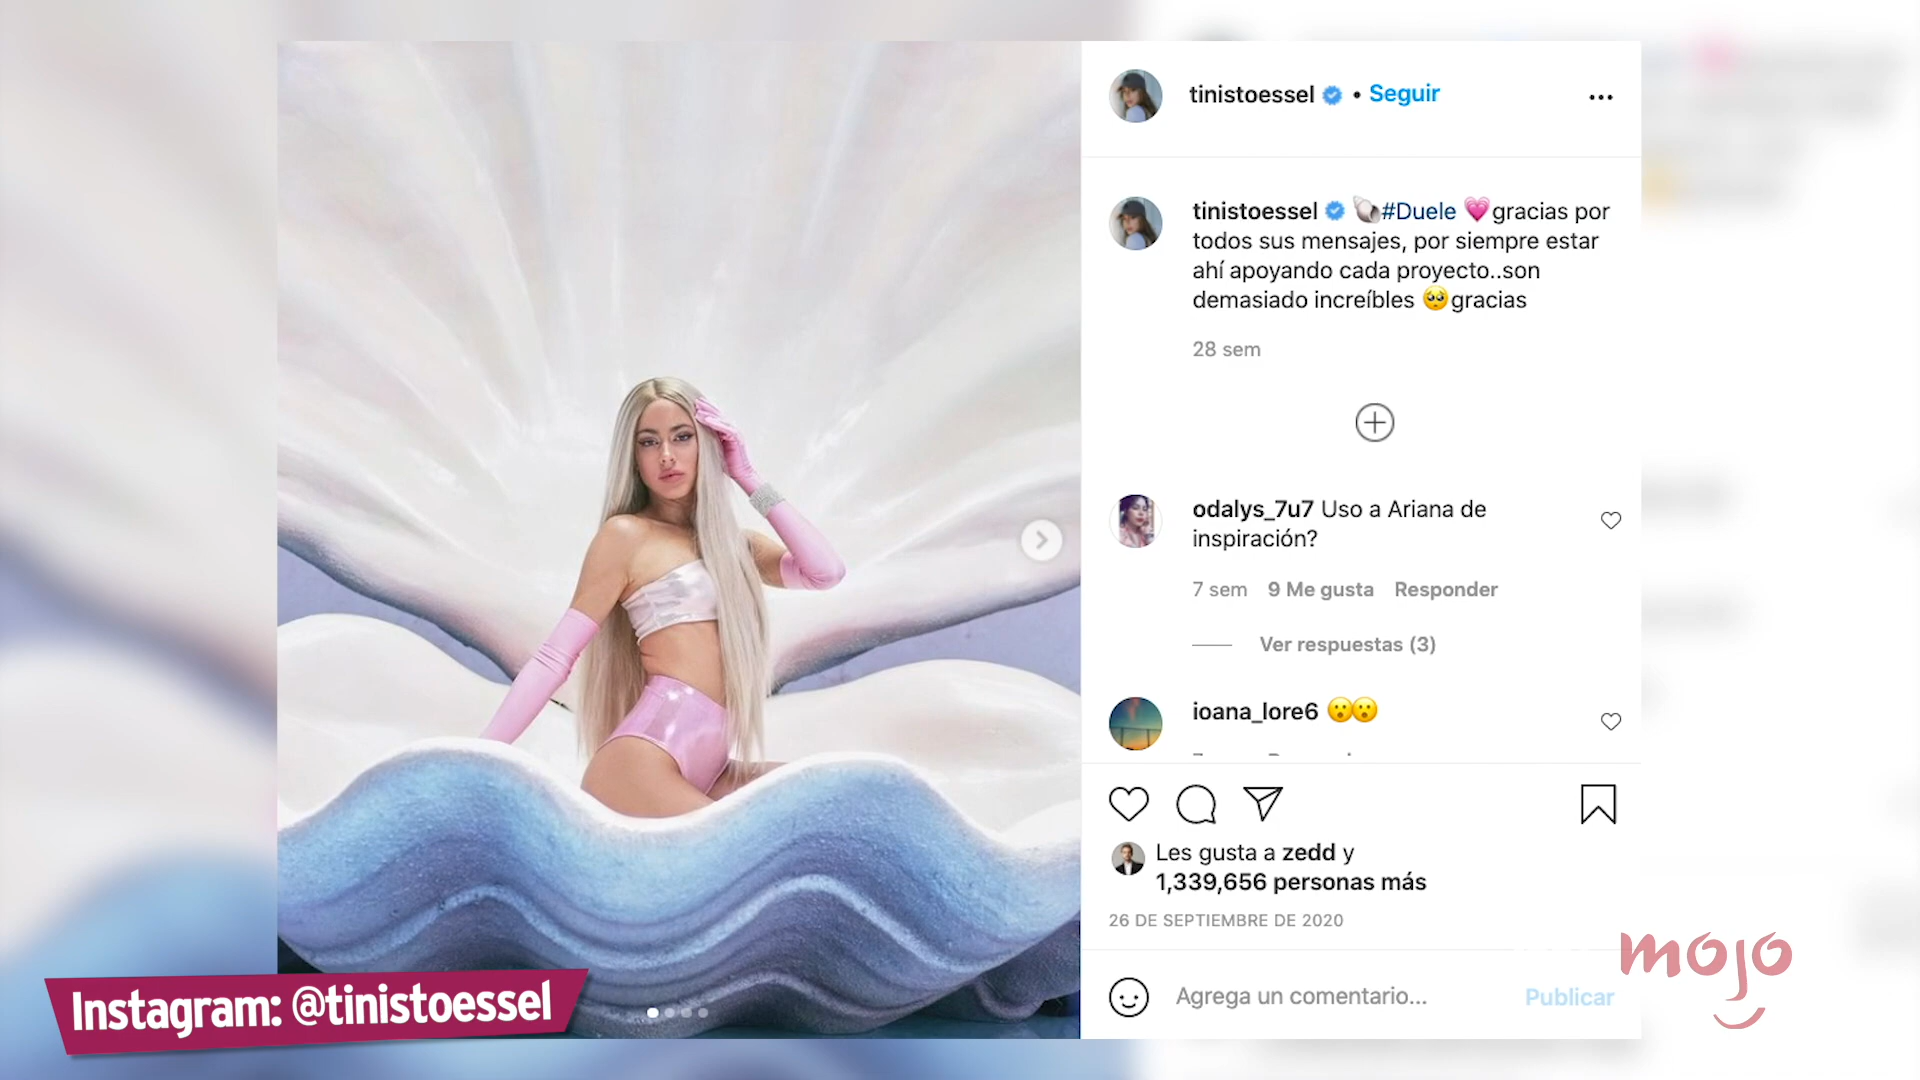 tinistoessel • Seguir
tinistoessel #Duele gracias por
todos sus mensajes, por siempre estar
ahí apoyando cada proyecto..son
demasiado increíbles 🥺gracias
28 sem
odalys_7u7 Uso a Ariana de
inspiración?
7 sem 9 Me gusta Responder
Ver respuestas (3)
ioana_lore6 😮😮
Les gusta a zedd y
1,339,656 personas más
26 DE SEPTIEMBRE DE 2020
Agrega un comentario... Publicar
mojo
Instagram: @tinistoessel